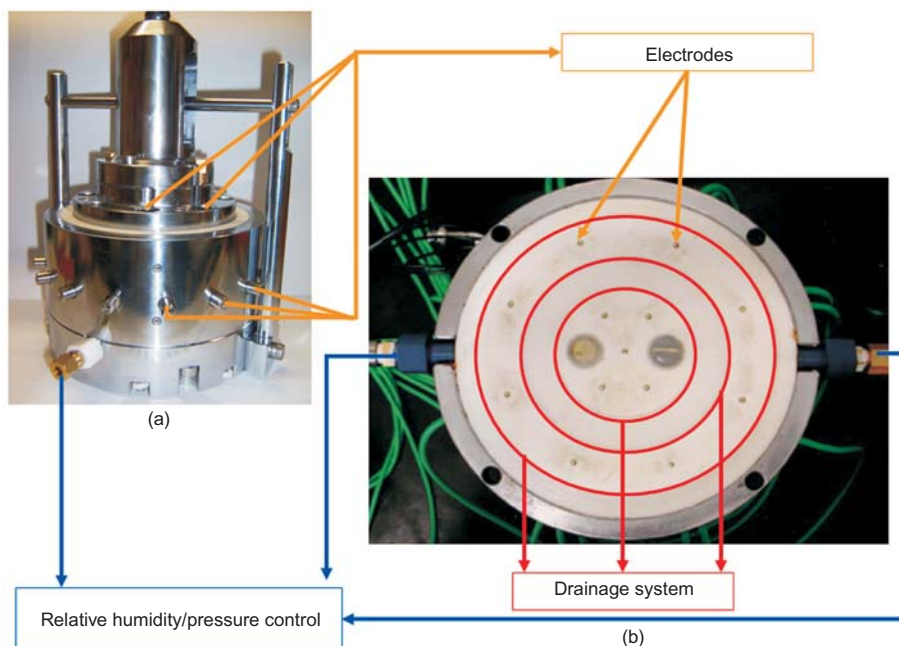 Electrodes
(a)
Drainage system
Relative humidity/pressure control
(b)